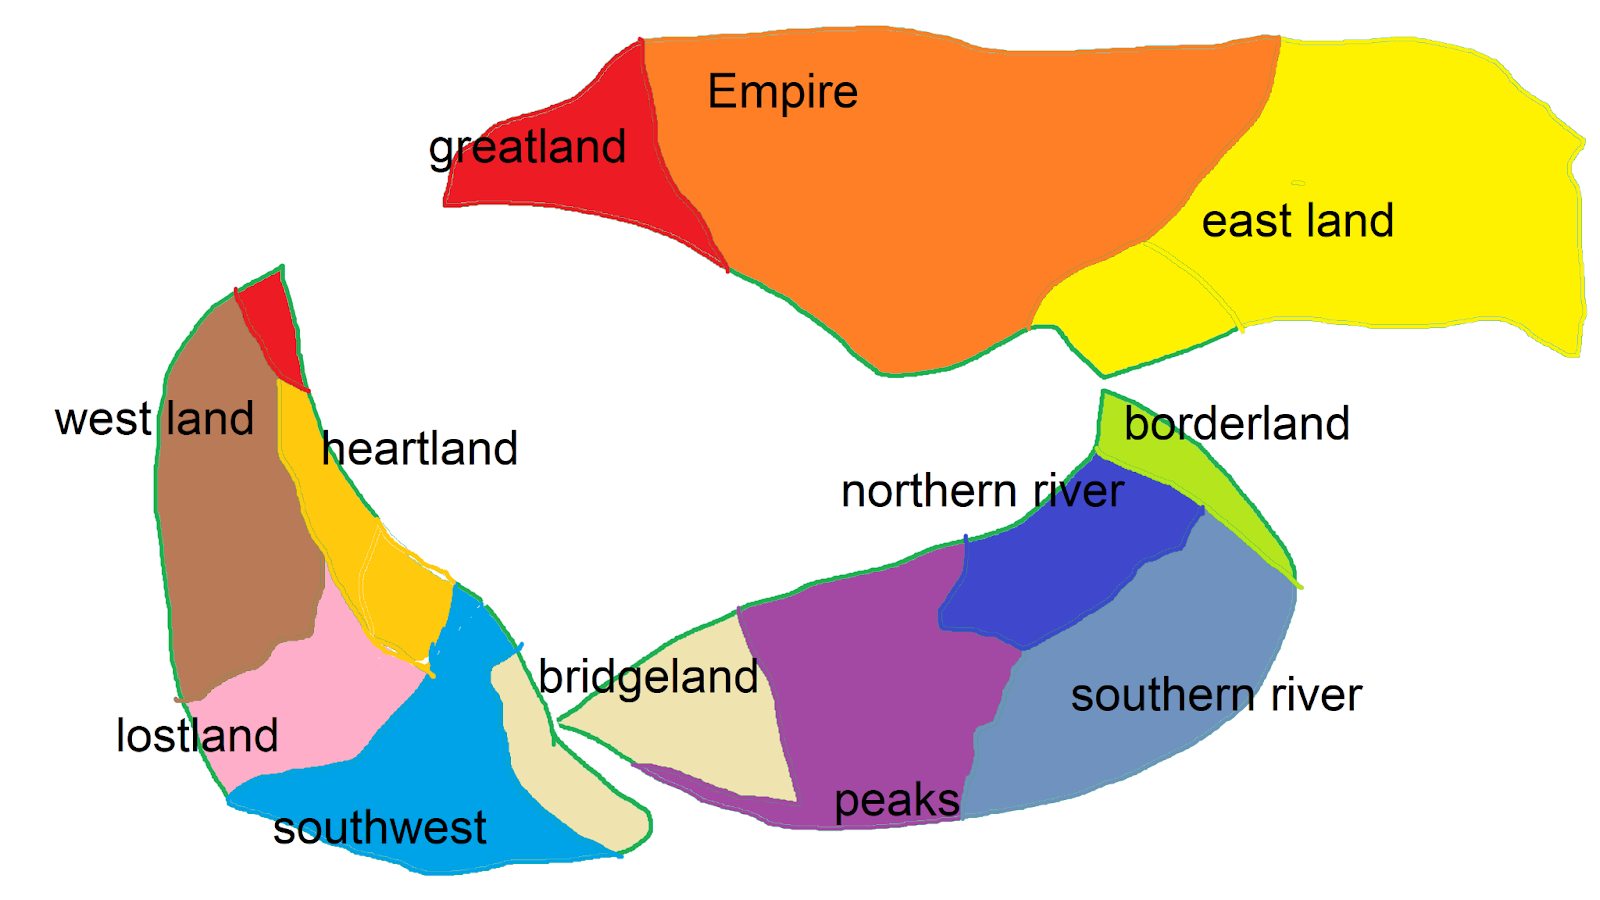 Empire
greatland
east land
west land
heartland
borderland
northern river
bridgeland
southern river
lostland
peaks
southwest